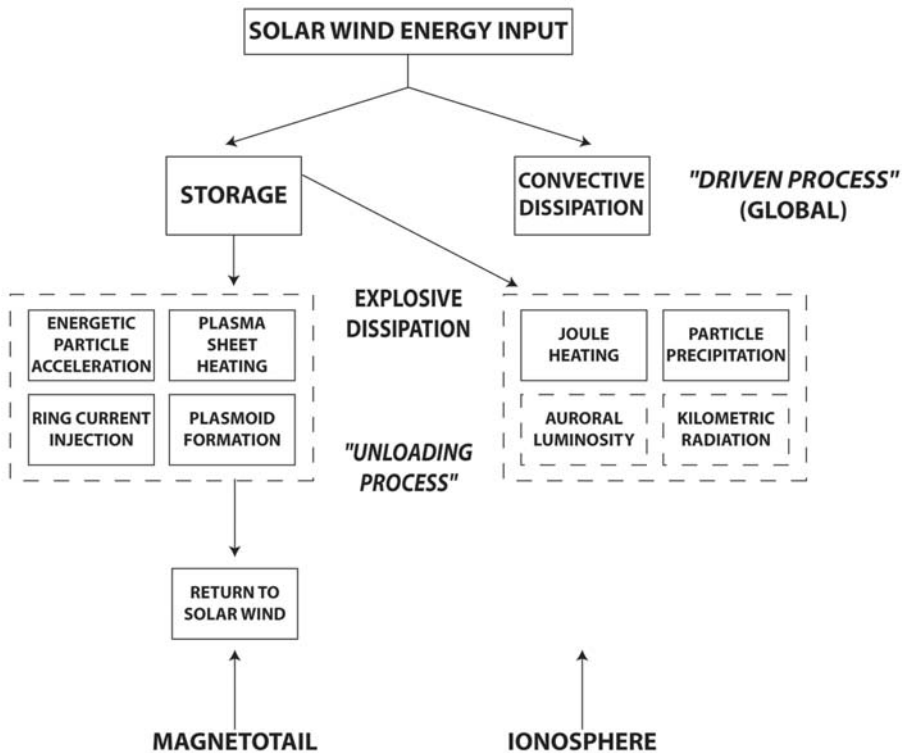 SOLAR WIND ENERGY INPUT
STORAGE
CONVECTIVE
DISSIPATION
"DRIVEN PROCESS"
(GLOBAL)
ENERGETIC
PARTICLE
ACCELERATION
PLASMA
SHEET
HEATING
RING CURRENT
INJECTION
PLASMOID
FORMATION
EXPLOSIVE
DISSIPATION
"UNLOADING
PROCESS"
JOULE
HEATING
PARTICLE
PRECIPITATION
AURORAL
LUMINOSITY
KILOMETRIC
RADIATION
RETURN TO
SOLAR WIND
MAGNETOTAIL
IONOSPHERE